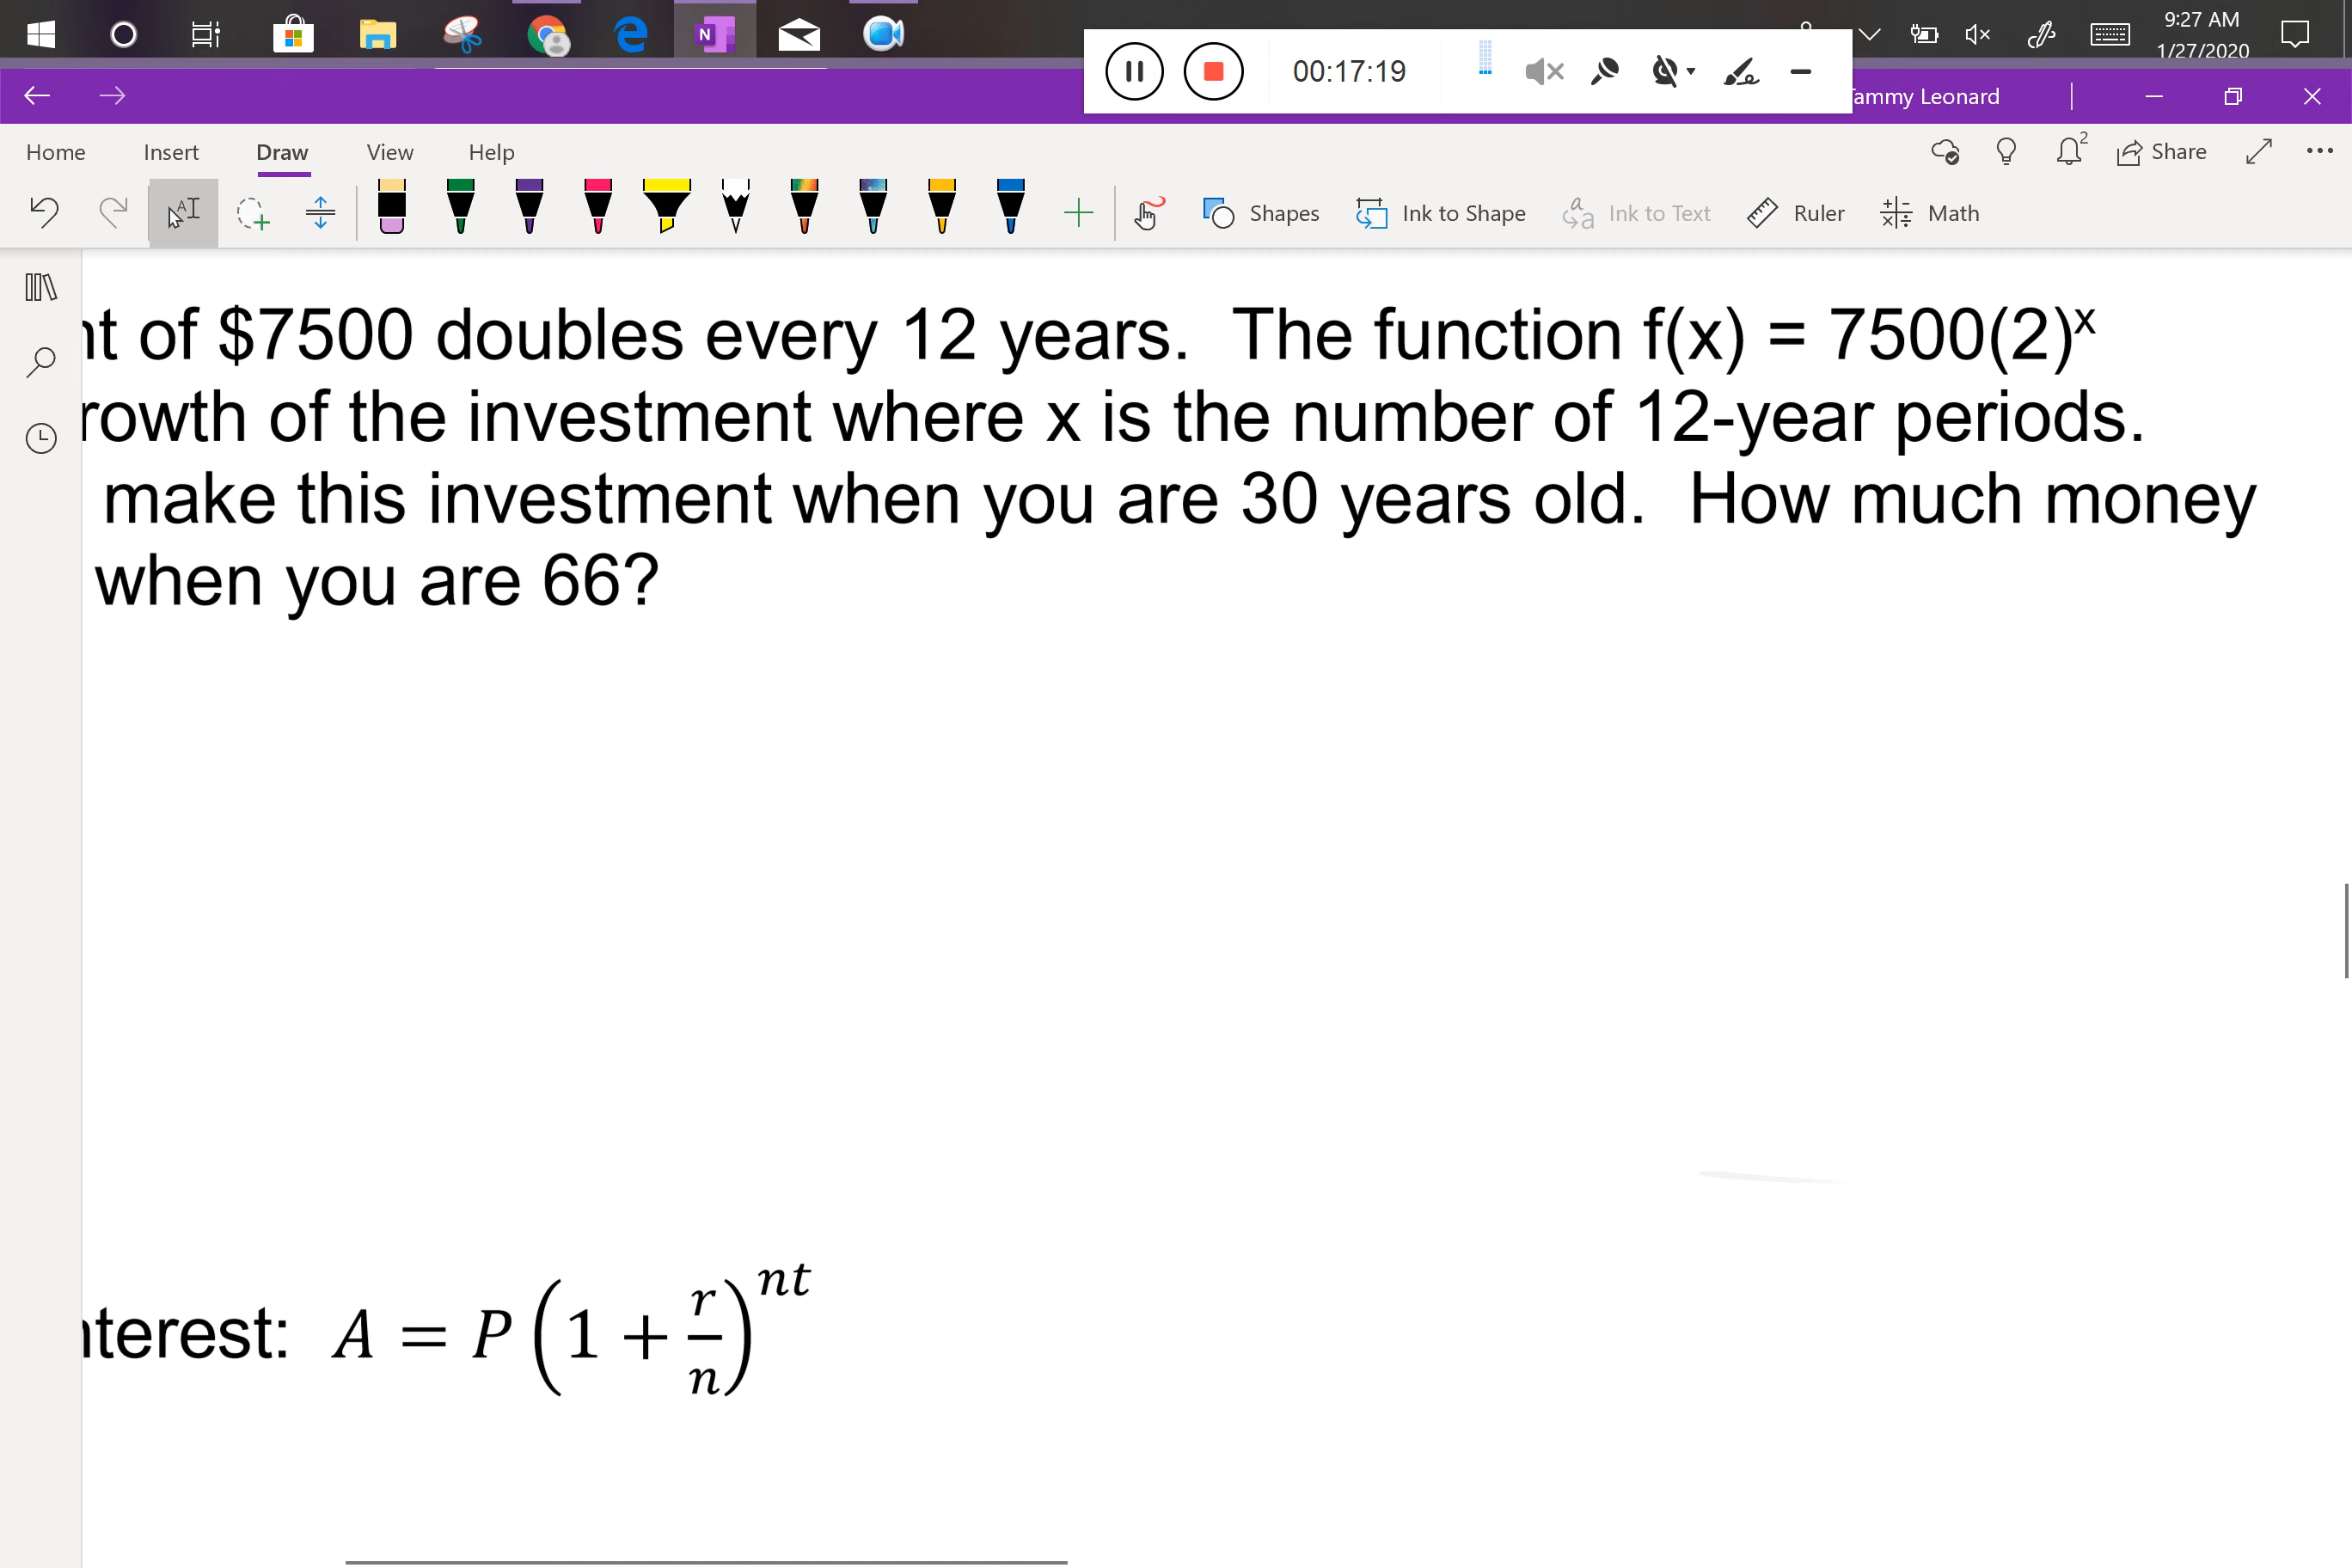 9:27 AM
1/27/2020
00:17:19
ammy Leonard
Home Insert Draw View Help
2 Share
Shapes Ink to Shape Ink to Text Ruler Math
nt of $7500 doubles every 12 years. The function f(x) = 7500(2)ˣ
rowth of the investment where x is the number of 12-year periods.
make this investment when you are 30 years old. How much money
when you are 66?
nterest: A = P(1 + r/n)^nt